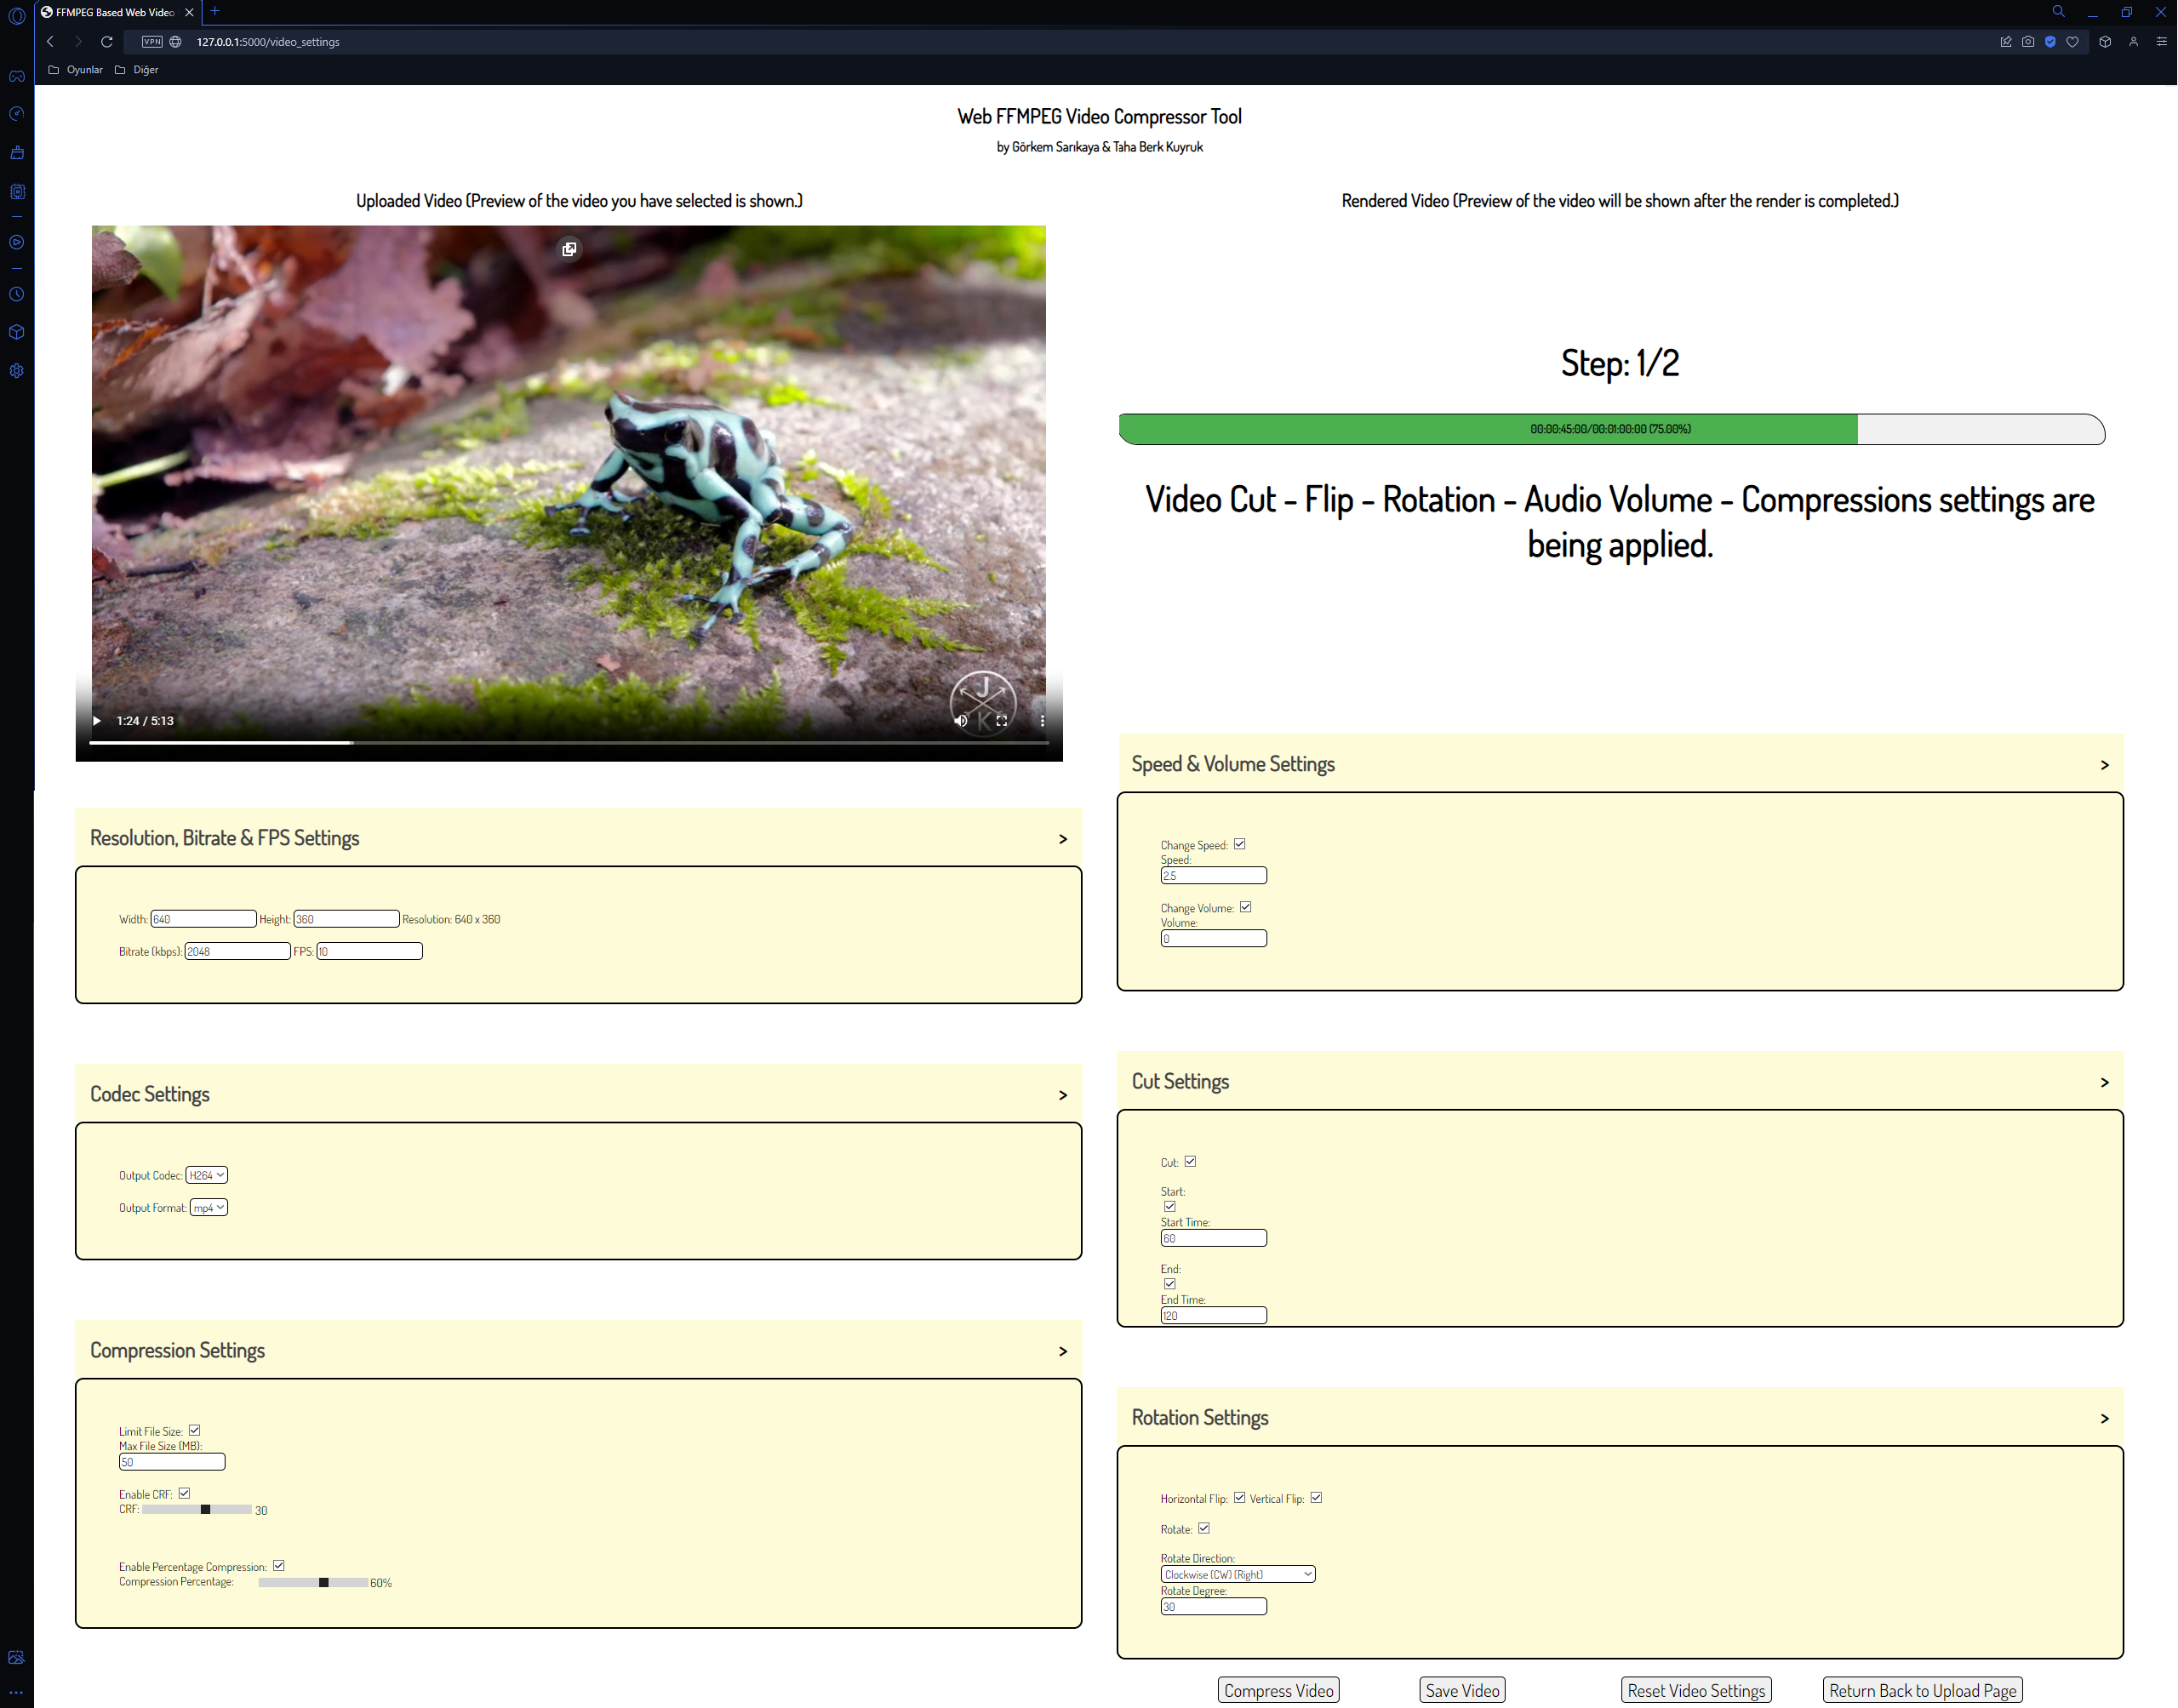 FFMPEG Based Web Video
VPN 127.0.0.1:5000/video_settings
Oyunlar Diğer
Web FFMPEG Video Compressor Tool
by Görkem Sarıkaya & Taha Berk Kuyruk
Uploaded Video (Preview of the video you have selected is shown.)
J K
1:24 / 5:13
Resolution, Bitrate & FPS Settings >
Width: 640 Height: 360 Resolution: 640 x 360
Bitrate (kbps): 2048 FPS: 10
Codec Settings >
Output Codec: H264
Output Format: mp4
Compression Settings >
Limit File Size:
Max File Size (MB):
50
Enable CRF:
CRF: 30
Enable Percentage Compression:
Compression Percentage: 60%
Rendered Video (Preview of the video will be shown after the render is completed.)
Step: 1/2
00:00:45:00/00:01:00:00 (75.00%)
Video Cut - Flip - Rotation - Audio Volume - Compressions settings are
being applied.
Speed & Volume Settings >
Change Speed:
Speed:
2.5
Change Volume:
Volume:
0
Cut Settings >
Cut:
Start:
Start Time:
60
End:
End Time:
120
Rotation Settings >
Horizontal Flip: Vertical Flip:
Rotate:
Rotate Direction:
Clockwise (CW) (Right)
Rotate Degree:
30
Compress Video Save Video Reset Video Settings Return Back to Upload Page